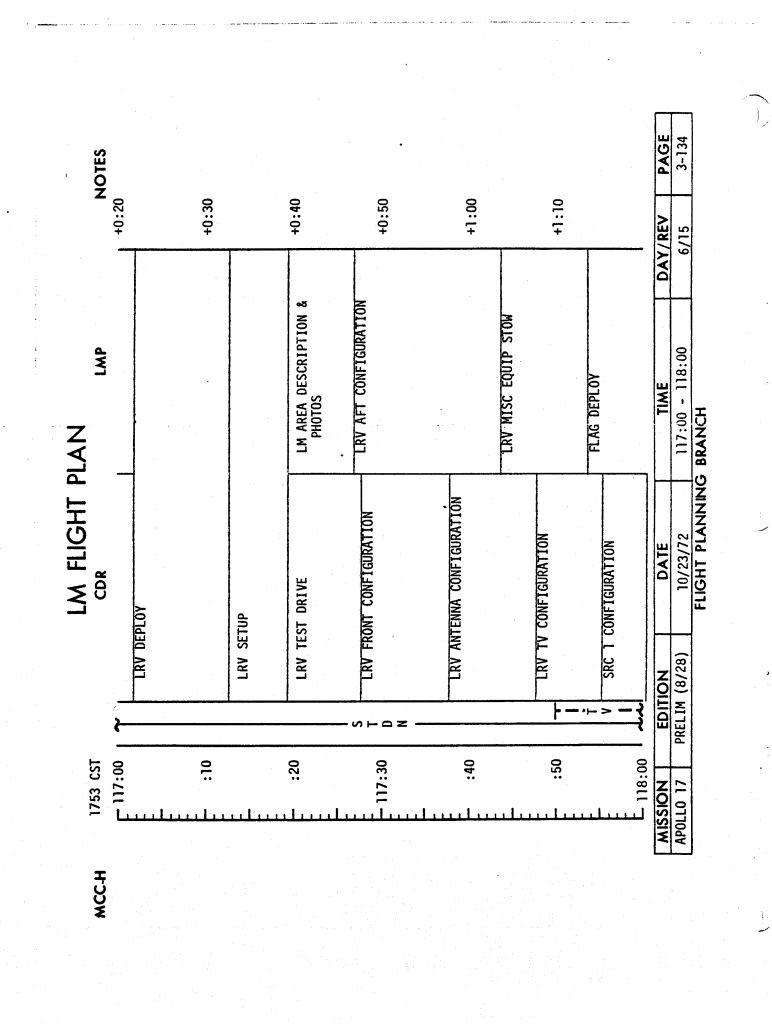 LM FLIGHT PLAN
MCC-H
CDR
LMP
NOTES
1753 CST
117:00
+0:20
LRV DEPLOY
:10
+0:30
LRV SETUP
:20
+0:40
LRV TEST DRIVE
LM AREA DESCRIPTION &
PHOTOS
STDN
117:30
+0:50
LRV FRONT CONFIGURATION
LRV AFT CONFIGURATION
:40
+1:00
LRV ANTENNA CONFIGURATION
LRV MISC EQUIP STOW
:50
+1:10
LRV TV CONFIGURATION
FLAG DEPLOY
TV
SRC 1 CONFIGURATION
118:00
MISSION EDITION DATE TIME DAY/REV PAGE
APOLLO 17 PRELIM (8/28) 10/23/72 117:00 - 118:00 6/15 3-134
FLIGHT PLANNING BRANCH